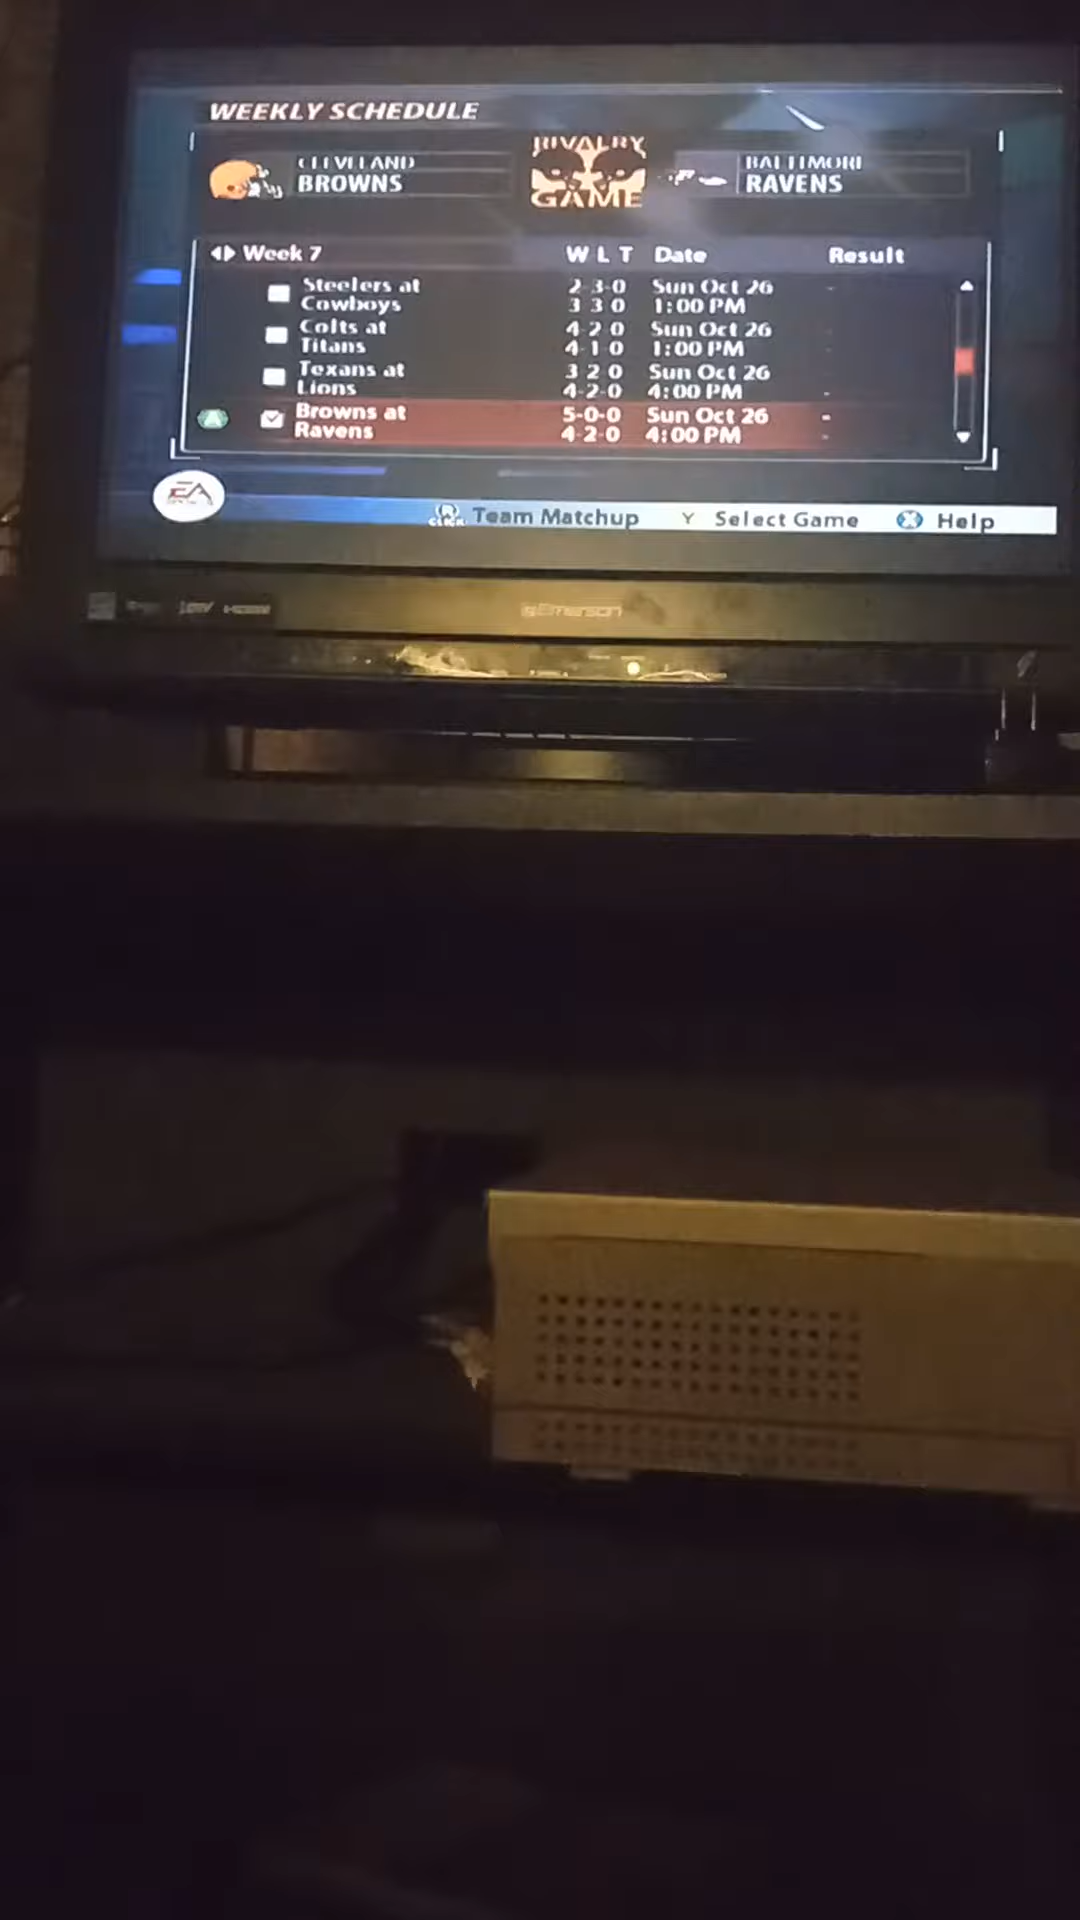 WEEKLY SCHEDULE
CLEVELAND
BROWNS
RIVALRY
GAME
BALTIMORE
RAVENS
Week 7 W L T Date Result
Steelers at 2-3-0 Sun Oct 26 -
Cowboys 3 3 0 1:00 PM -
Colts at 4-2 0 Sun Oct 26 -
Titans 4-1 0 1:00 PM -
Texans at 3 2 0 Sun Oct 26 -
Lions 4-2-0 4:00 PM -
A Browns at 5-0-0 Sun Oct 26 -
Ravens 4-2-0 4:00 PM -
EA
R CLICK Team Matchup Y Select Game X Help
Emerson
HDMI